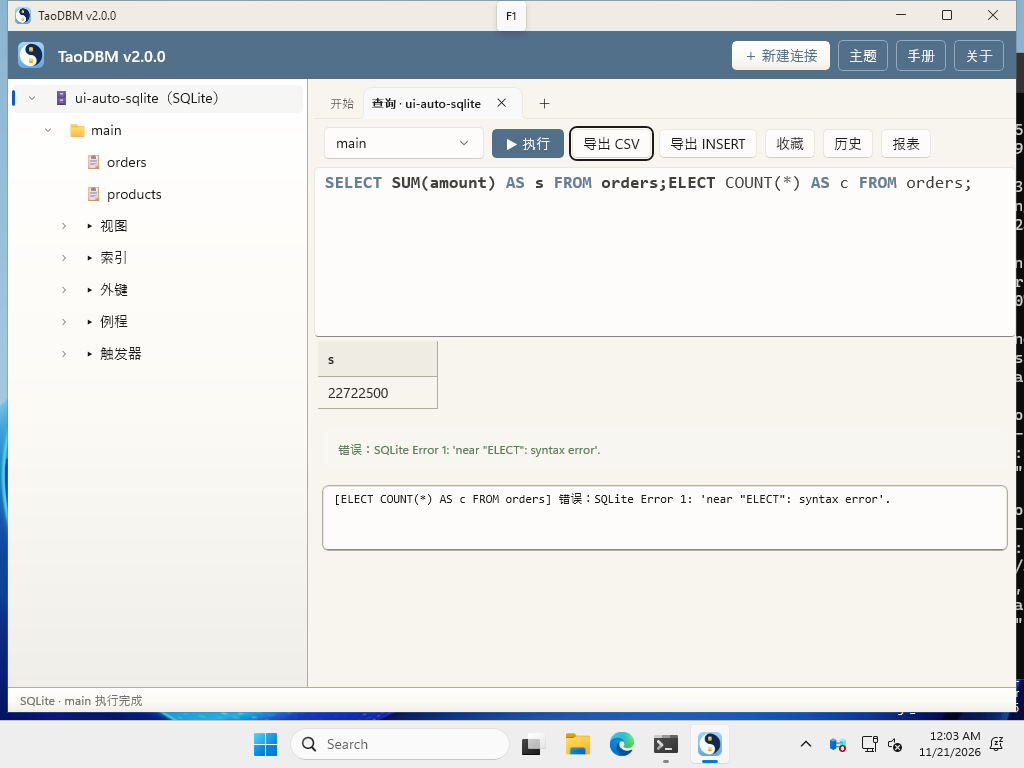 TaoDBM v2.0.0
F1
TaoDBM v2.0.0
+ 新建连接
主题
手册
关于
ui-auto-sqlite（SQLite）
main
orders
products
视图
索引
外键
例程
触发器
开始
查询 · ui-auto-sqlite
main
执行
导出 CSV
导出 INSERT
收藏
历史
报表
SELECT SUM(amount) AS s FROM orders;ELECT COUNT(*) AS c FROM orders;
s
22722500
错误：SQLite Error 1: 'near "ELECT": syntax error'.
[ELECT COUNT(*) AS c FROM orders] 错误：SQLite Error 1: 'near "ELECT": syntax error'.
SQLite · main 执行完成
Search
12:03 AM
11/21/2026